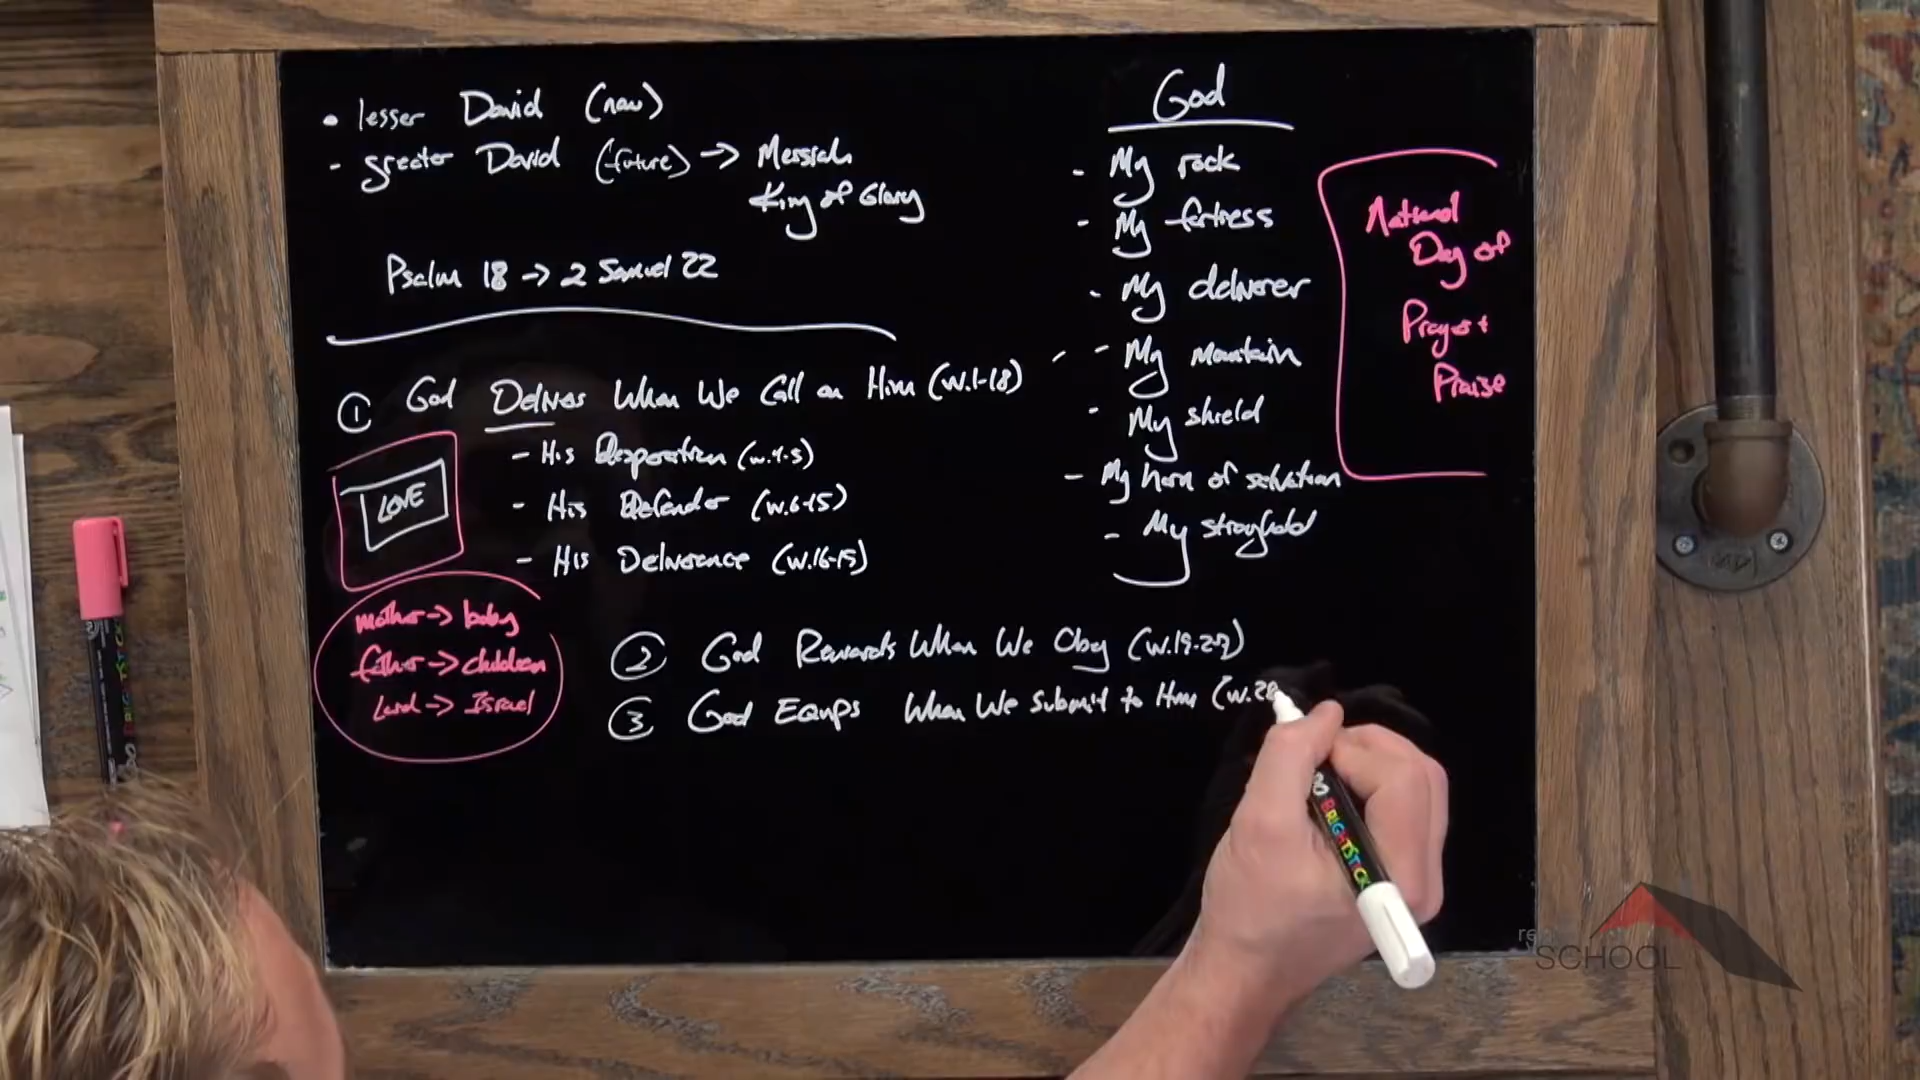 • lesser David (now)
- greater David (future) → Messiah
King of Glory
Psalm 18 → 2 Samuel 22
① God Delivers When We Call on Him (vv.1-18)
- His Desperation (vv.4-5)
- His Defender (vv.6-15)
- His Deliverance (vv.16-19)
LOVE
mother → baby
father → children
Lord → Israel
② God Rewards When We Obey (vv.19-27)
③ God Equips When We Submit to Him (vv.28
God
- My rock
- My fortress
- My deliverer
- My mountain
- My shield
- My horn of salvation
- My stronghold
National
Day of
Prayer +
Praise
BRIGHTSTICK
SCHOOL